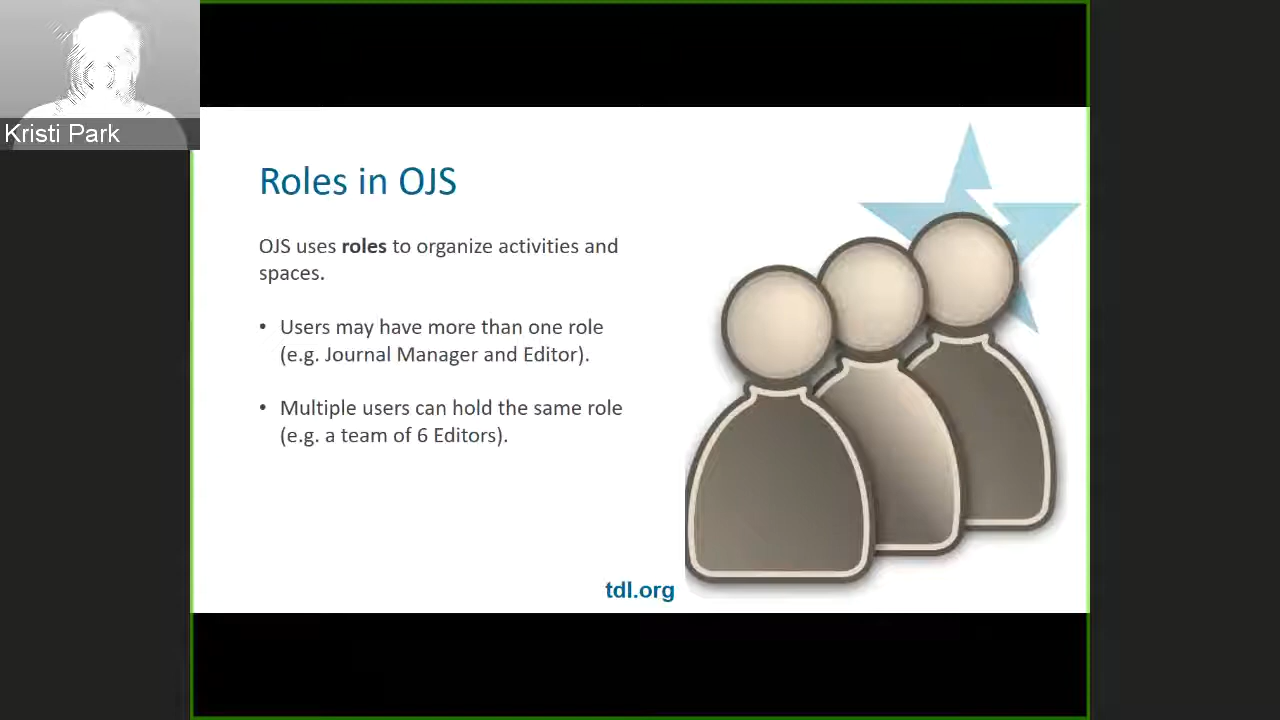 Kristi Park
Roles in OJS
OJS uses roles to organize activities and
spaces.
• Users may have more than one role
(e.g. Journal Manager and Editor).
• Multiple users can hold the same role
(e.g. a team of 6 Editors).
tdl.org